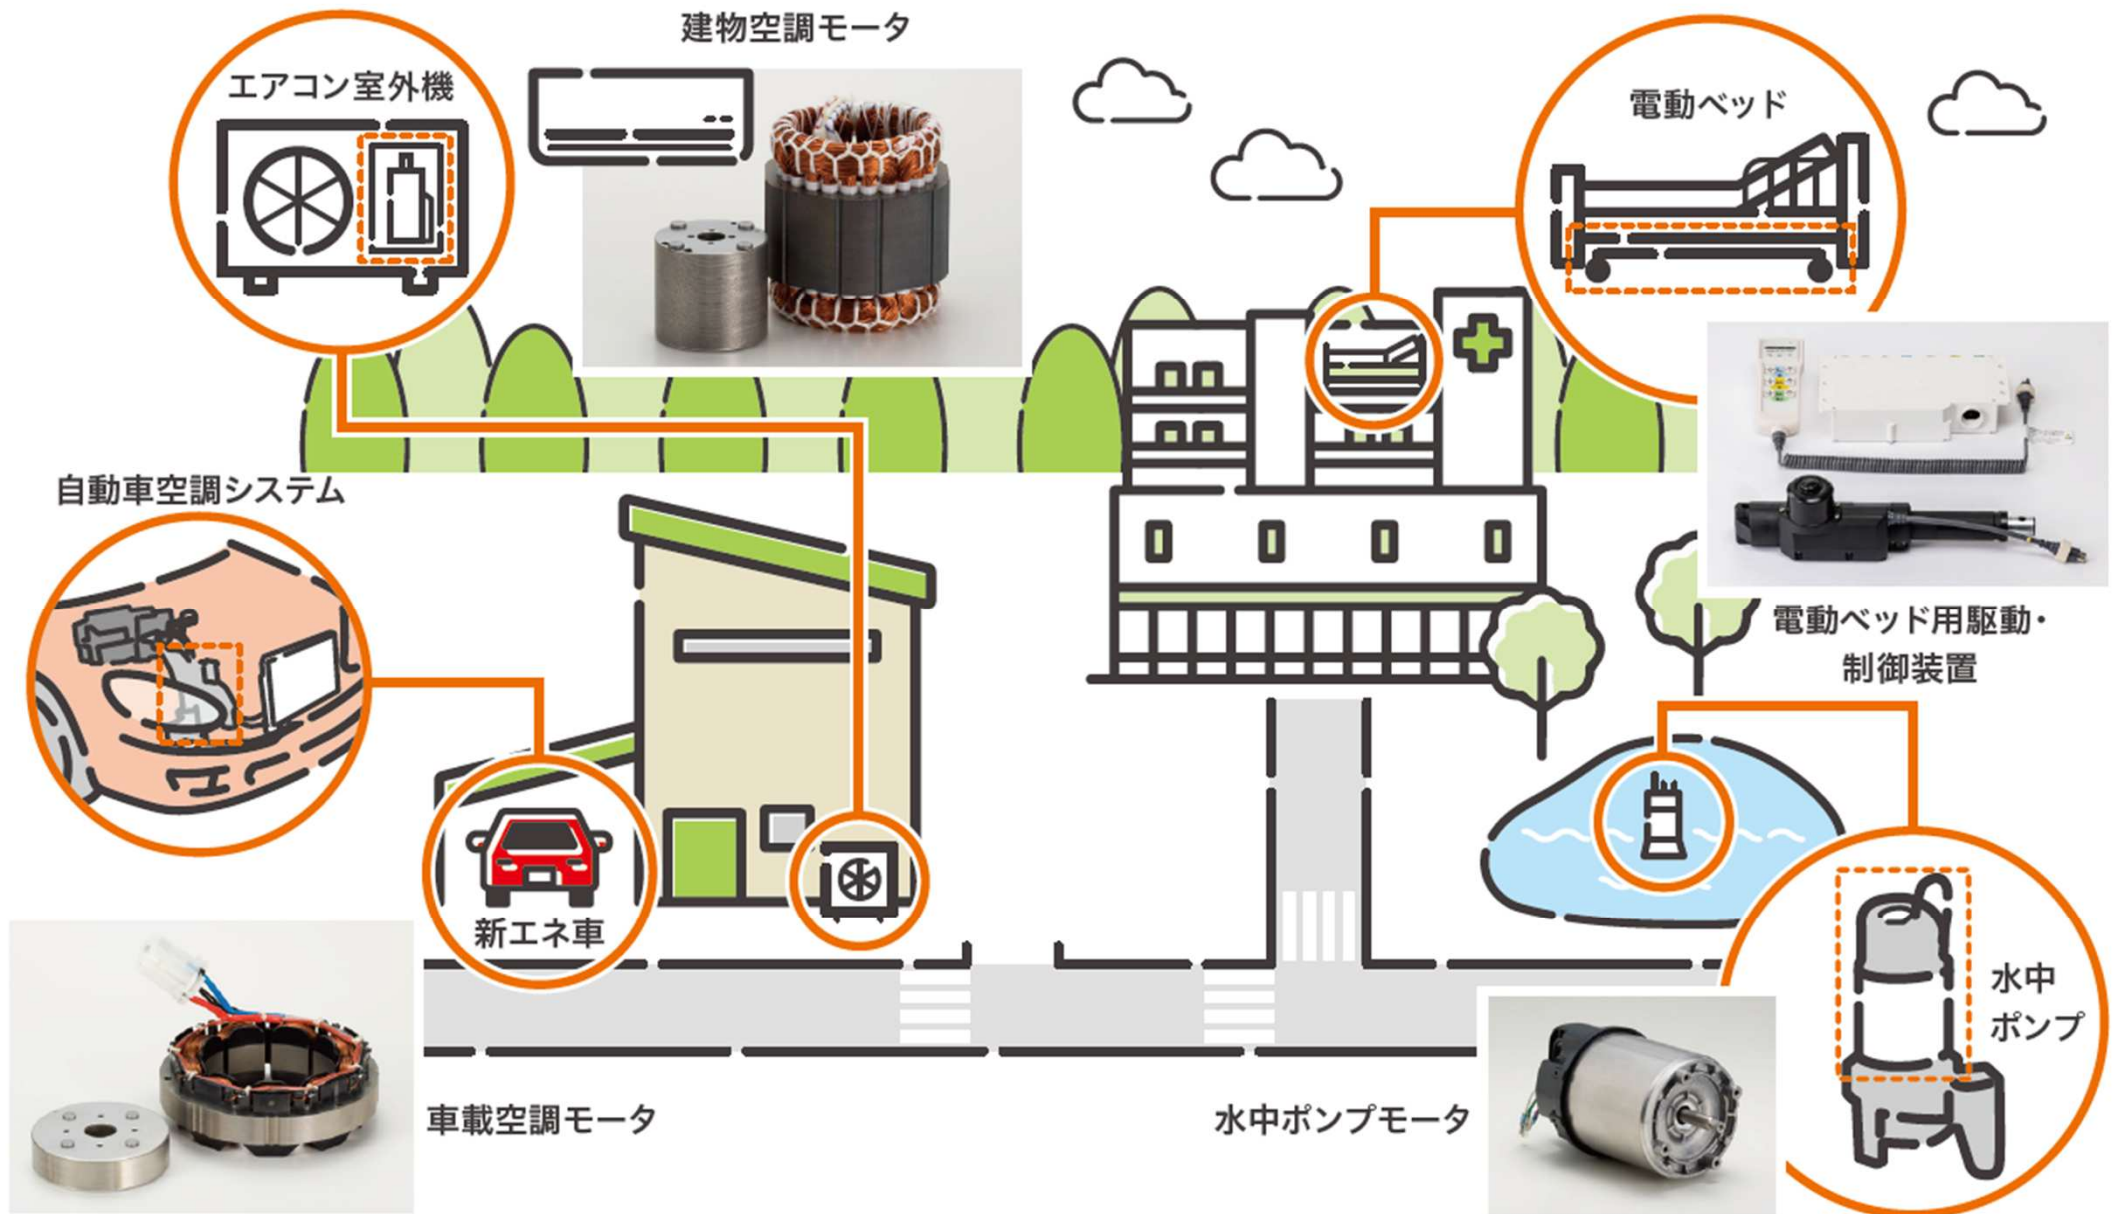 建物空調モータ
エアコン室外機
電動ベッド
自動車空調システム
電動ベッド用駆動・
制御装置
新エネ車
水中
ポンプ
車載空調モータ
水中ポンプモータ